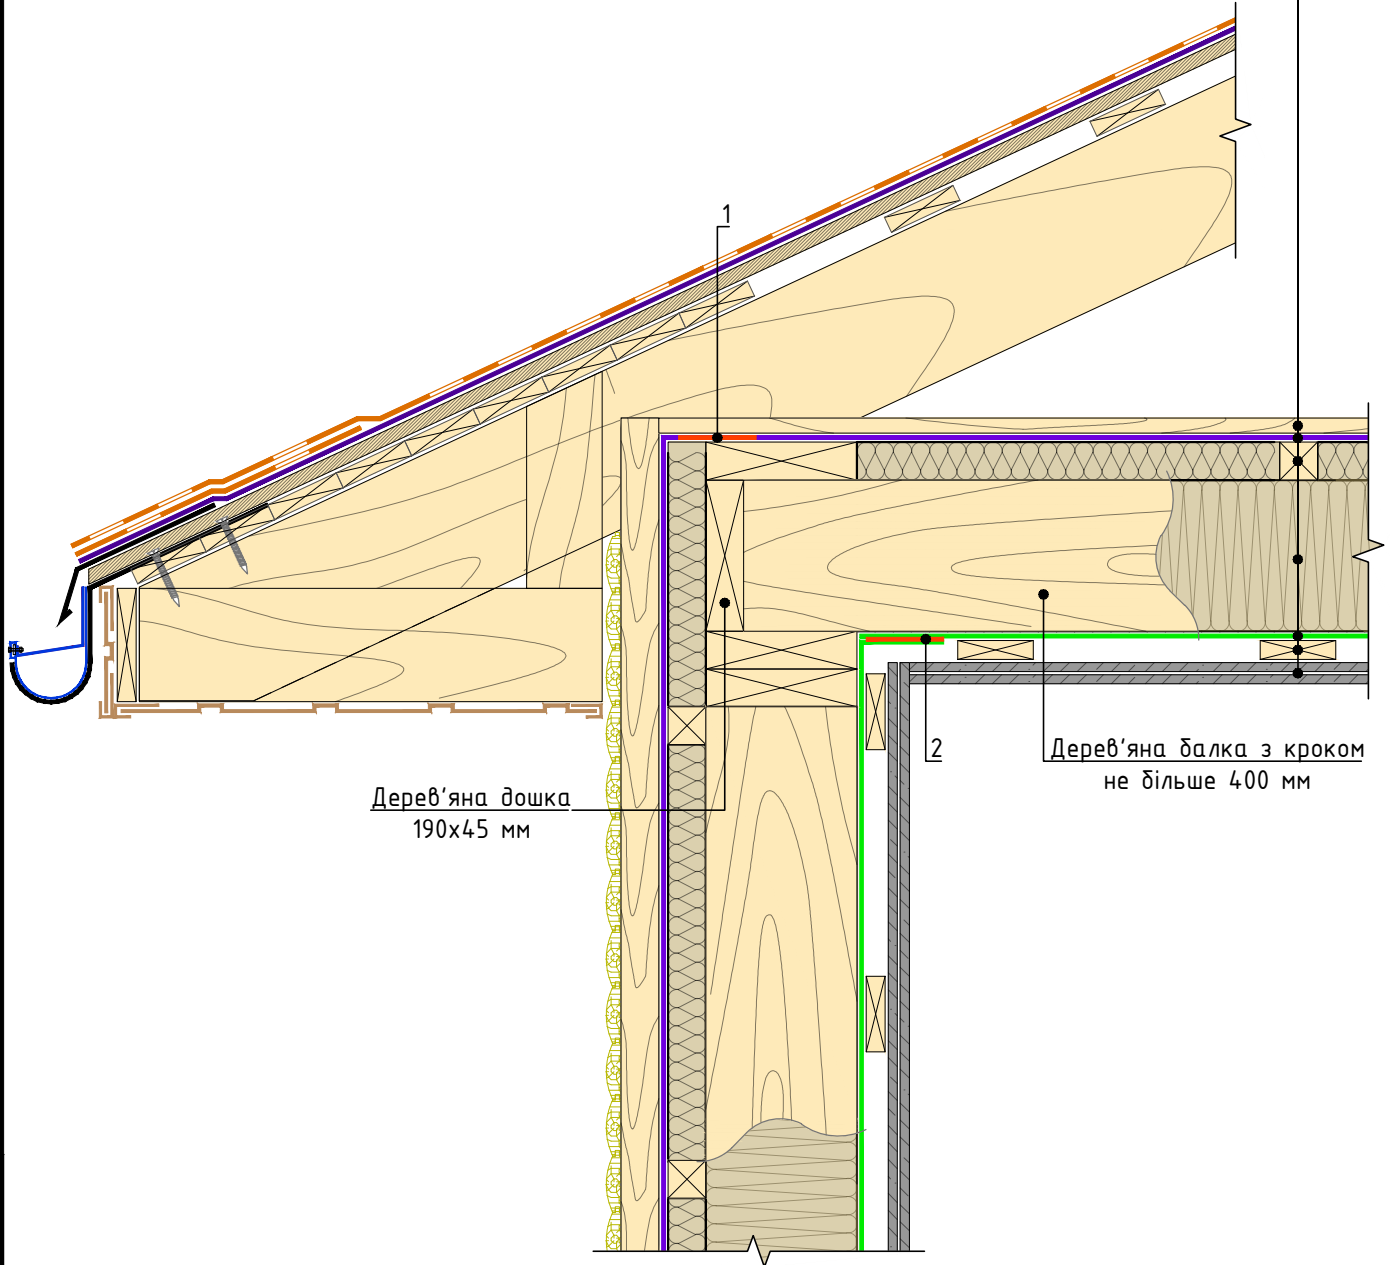 1
2
Дерев'яна балка з кроком
не більше 400 мм
Дерев'яна дошка
190х45 мм